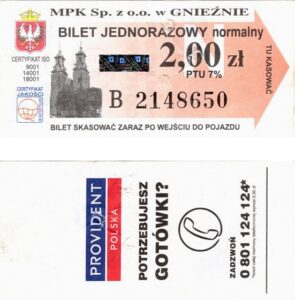 MPK Sp. z o.o. w GNIEŹNIE
BILET JEDNORAZOWY normalny
2,00 zł
PTU 7%
CERTYFIKAT ISO
9001
14001
18001
CERTYFIKAT
JAKOŚCI
B 2148650
TU KASOWAĆ
BILET SKASOWAĆ ZARAZ PO WEJŚCIU DO POJAZDU
PROVIDENT
POLSKA
POTRZEBUJESZ
GOTÓWKI?
ZADZWOŃ
0 801 124 124*